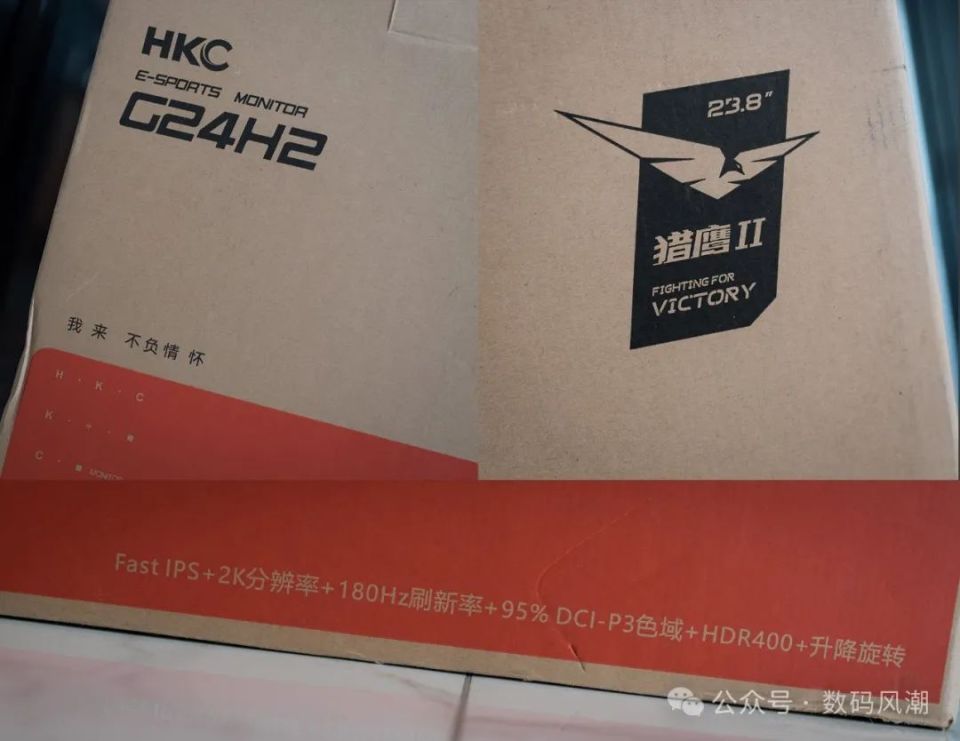 HKC
E-SPORTS MONITOR
G24H2
我来 不负情怀
H · K · C
K · + · ■
C · ■ MONITOR
23.8"
猎鹰II
FIGHTING FOR
VICTORY
Fast IPS+2K分辨率+180Hz刷新率+95% DCI-P3色域+HDR400+升降旋转
公众号 · 数码风潮